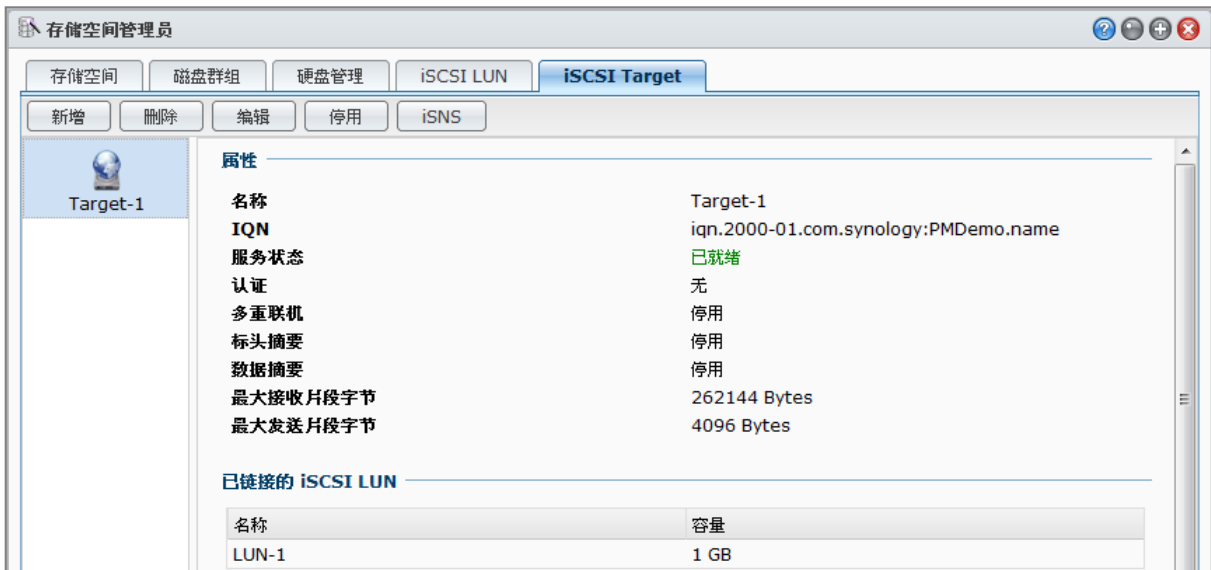 存储空间管理员
存储空间 磁盘群组 硬盘管理 iSCSI LUN iSCSI Target
新增 删除 编辑 停用 iSNS
Target-1
属性
名称 Target-1
IQN iqn.2000-01.com.synology:PMDemo.name
服务状态 已就绪
认证 无
多重联机 停用
标头摘要 停用
数据摘要 停用
最大接收片段字节 262144 Bytes
最大发送片段字节 4096 Bytes
已链接的 iSCSI LUN
名称 容量
LUN-1 1 GB